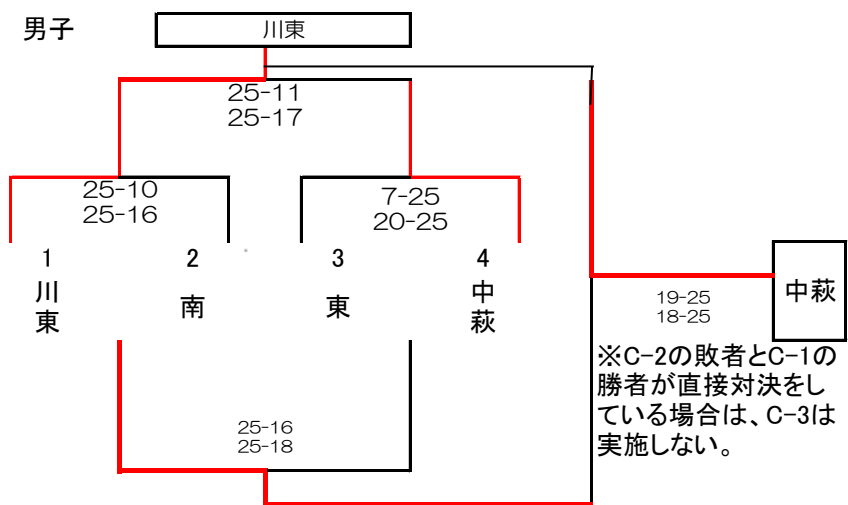 男子
川東
25-11
25-17
25-10
25-16
7-25
20-25
1
川東
2
南
3
東
4
中萩
25-16
25-18
19-25
18-25
中萩
※C-2の敗者とC-1の
勝者が直接対決をし
ている場合は、C-3は
実施しない。